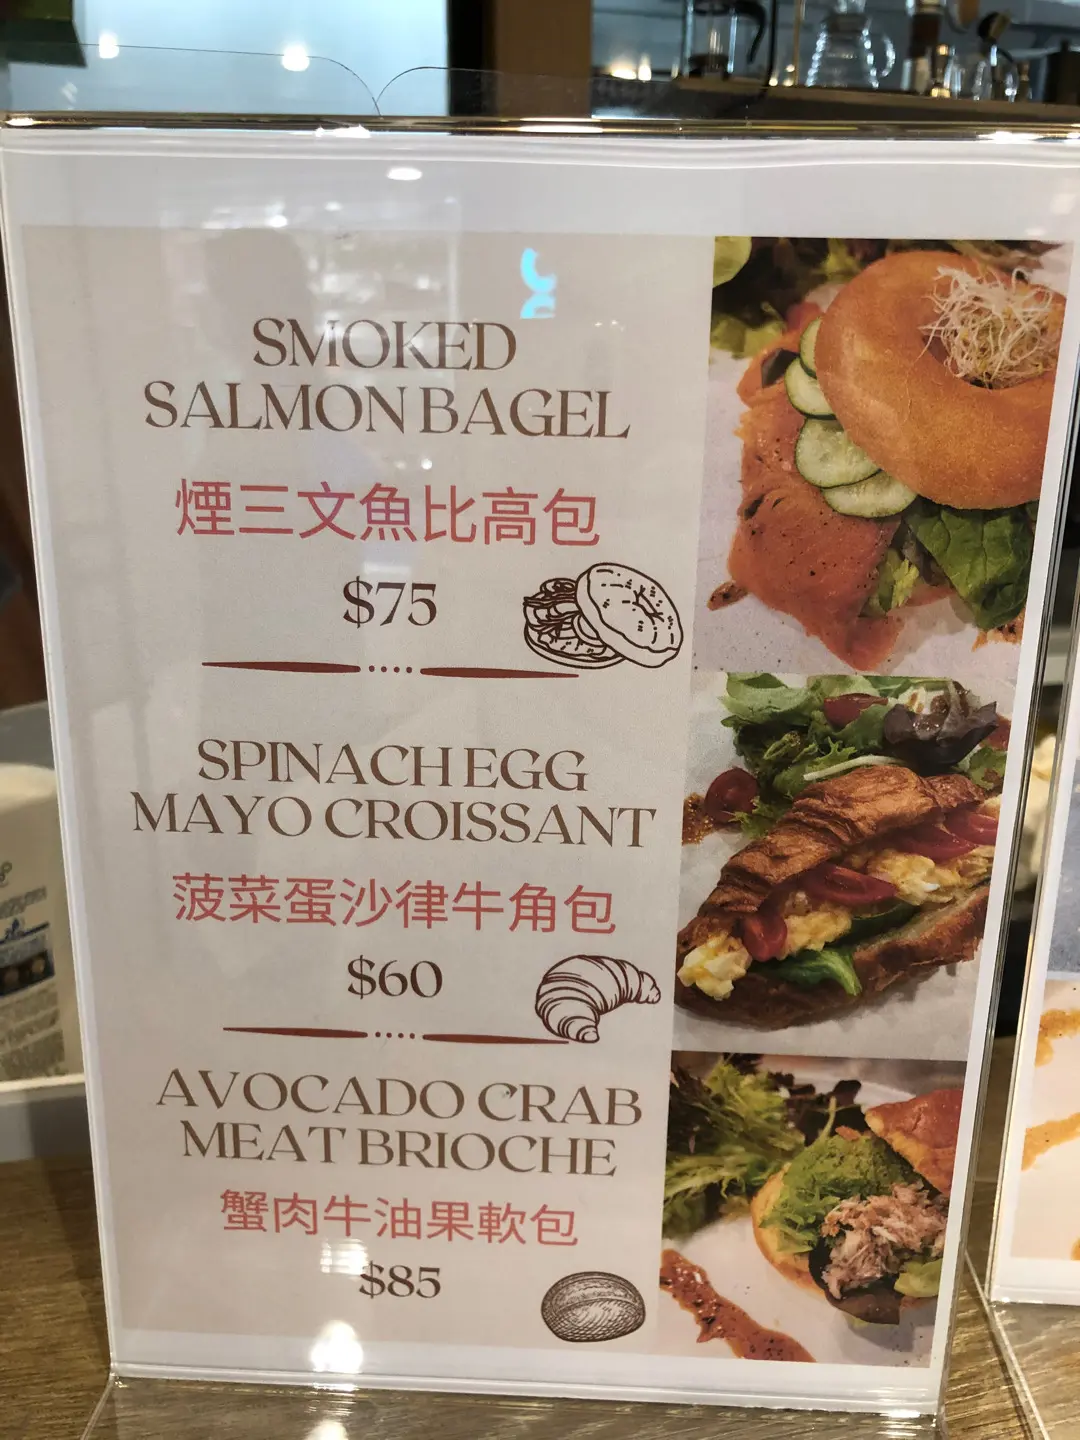 SMOKED
SALMON BAGEL
煙三文魚比高包
$75
SPINACH EGG
MAYO CROISSANT
菠菜蛋沙律牛角包
$60
AVOCADO CRAB
MEAT BRIOCHE
蟹肉牛油果軟包
$85